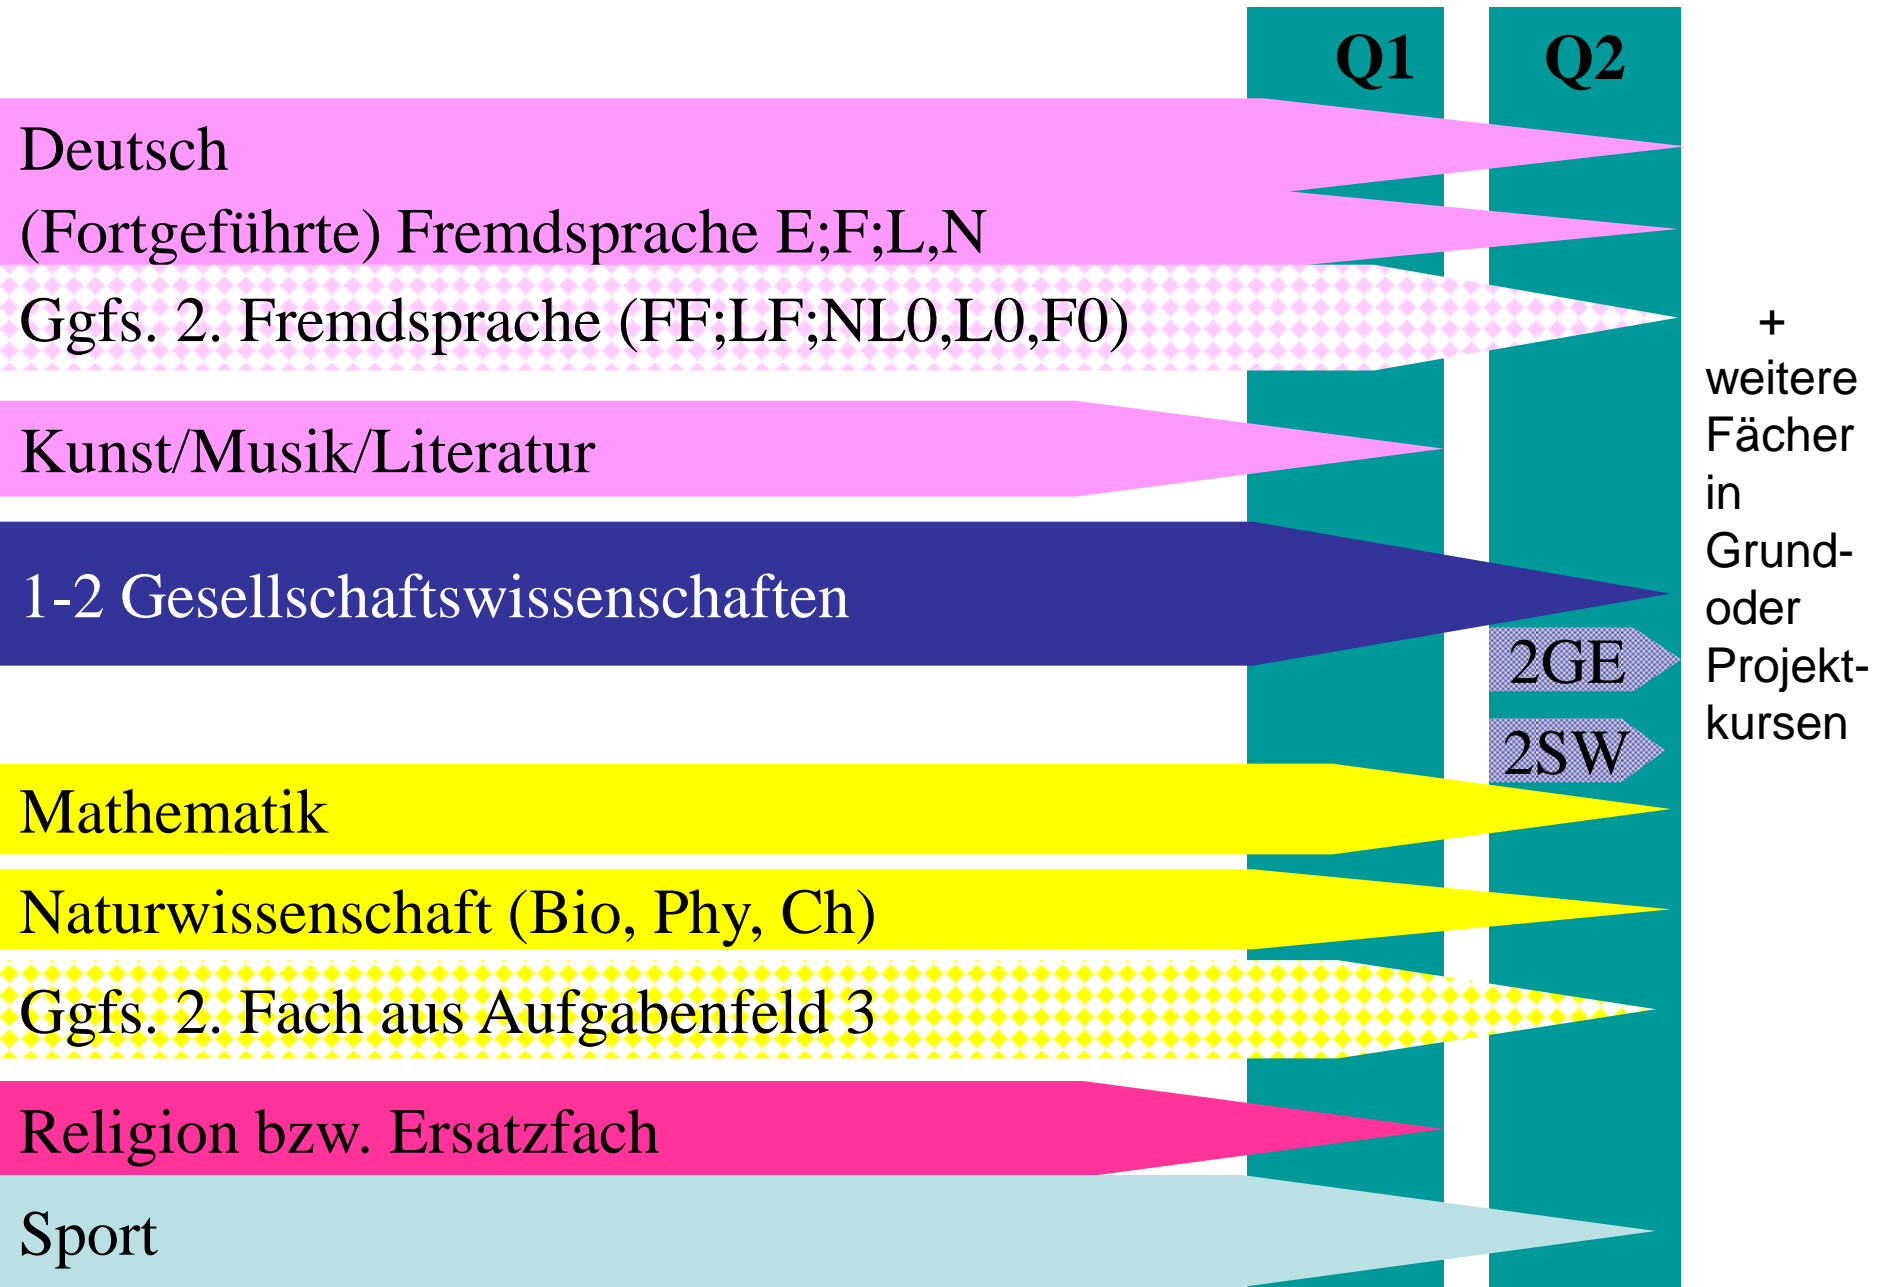 Q1 Q2
Deutsch
(Fortgeführte) Fremdsprache E;F;L,N
Ggfs. 2. Fremdsprache (FF;LF;NL0,L0,F0)
Kunst/Musik/Literatur
1-2 Gesellschaftswissenschaften
2GE
2SW
Mathematik
Naturwissenschaft (Bio, Phy, Ch)
Ggfs. 2. Fach aus Aufgabenfeld 3
Religion bzw. Ersatzfach
Sport
+
weitere
Fächer
in
Grund-
oder
Projekt-
kursen